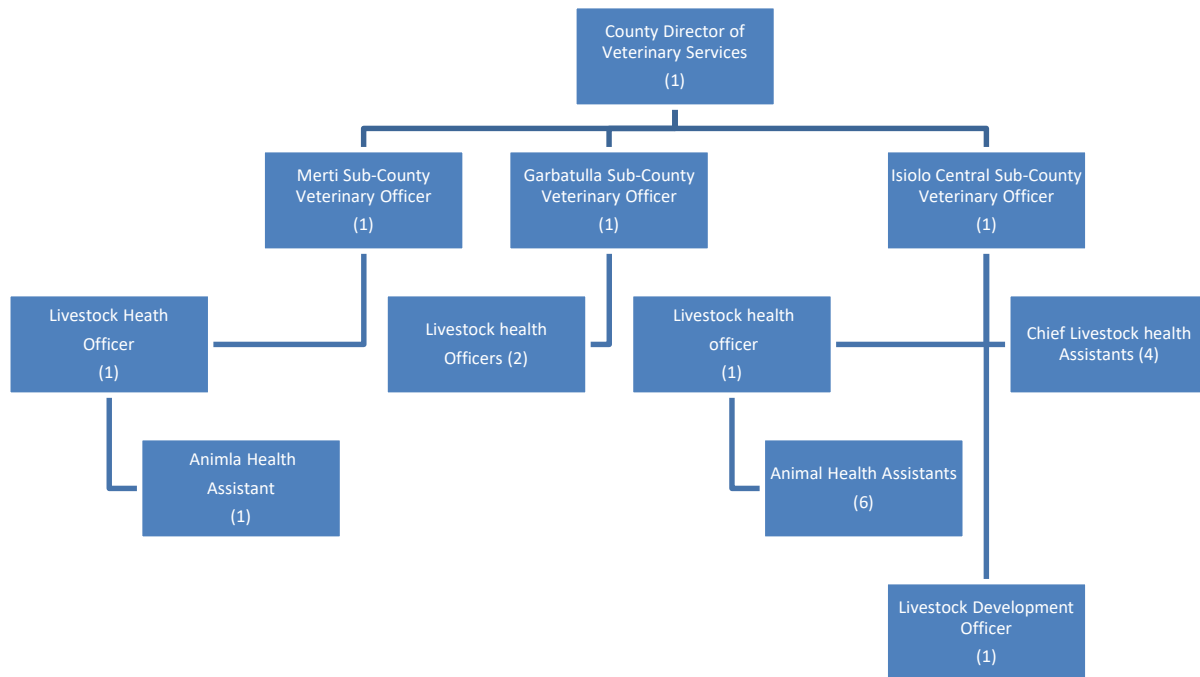 County Director of
Veterinary Services
(1)
Merti Sub-County
Veterinary Officer
(1)
Garbatulla Sub-County
Veterinary Officer
(1)
Isiolo Central Sub-County
Veterinary Officer
(1)
Livestock Heath
Officer
(1)
Livestock health
Officers (2)
Livestock health
officer
(1)
Chief Livestock health
Assistants (4)
Animla Health
Assistant
(1)
Animal Health Assistants
(6)
Livestock Development
Officer
(1)